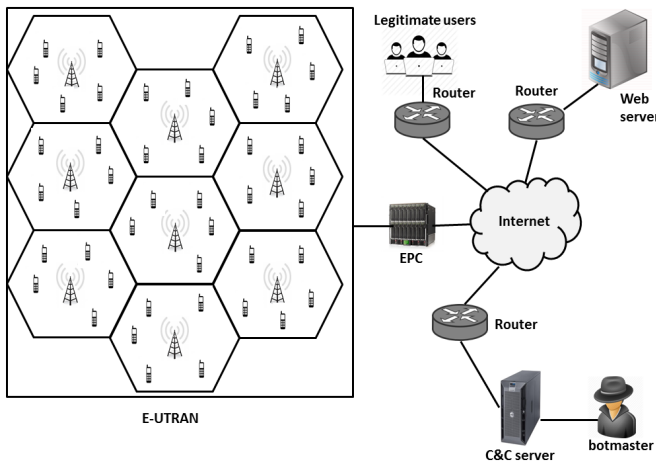 Legitimate users
Router
Router
Web
server
Internet
EPC
Router
E-UTRAN
C&C server
botmaster